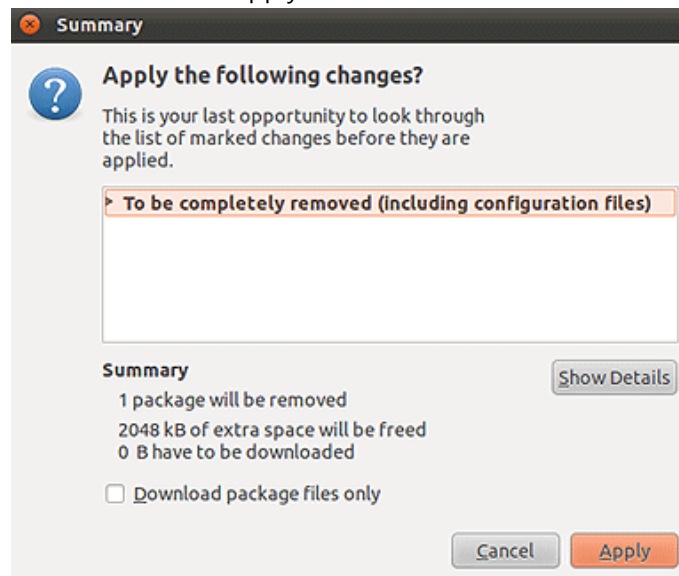 Summary
Apply the following changes?
This is your last opportunity to look through
the list of marked changes before they are
applied.
To be completely removed (including configuration files)
Summary
Show Details
1 package will be removed
2048 kB of extra space will be freed
0 B have to be downloaded
Download package files only
Cancel
Apply